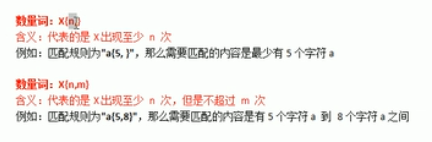 数量词：X{n,}
含义：代表的是 X出现至少 n 次
例如：匹配规则为"a{5, }"，那么需要匹配的内容是最少有 5 个字符 a
数量词：X{n,m}
含义：代表的是 X出现至少 n 次，但是不超过 m 次
例如：匹配规则为"a{5,8}"，那么需要匹配的内容是有 5 个字符 a 到 8 个字符 a 之间